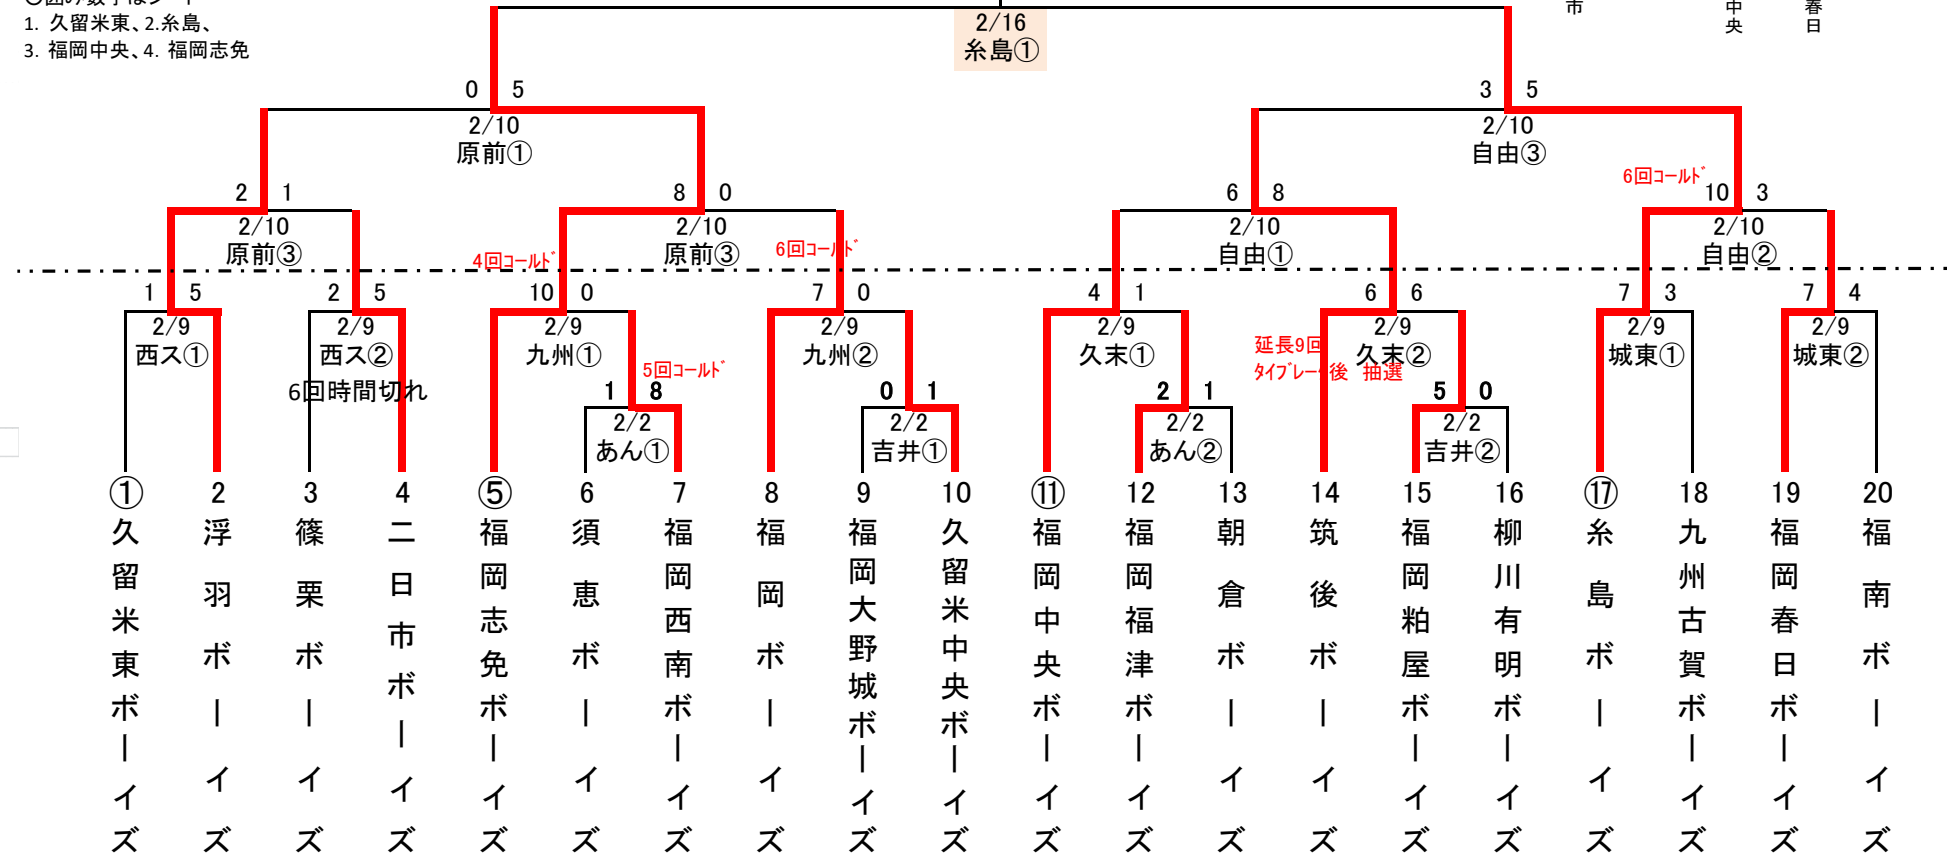 1. 久留米東、2.糸島、
3. 福岡中央、4. 福岡志免
市
中央
春日
2/16
糸島①
0 5
2/10
原前①
3 5
2/10
自由③
2 1
2/10
原前③
8 0
2/10
原前③
6 8
2/10
自由①
6回コールド
10 3
2/10
自由②
4回コールド
6回コールド
1 5
2/9
西ス①
2 5
2/9
西ス②
6回時間切れ
10 0
2/9
九州①
7 0
2/9
九州②
4 1
2/9
久末①
6 6
2/9
久末②
延長9回
タイブレーク後 抽選
7 3
2/9
城東①
7 4
2/9
城東②
5回コールド
1 8
2/2
あん①
0 1
2/2
吉井①
2 1
2/2
あん②
5 0
2/2
吉井②
① 久留米東ボーイズ
2 浮羽ボーイズ
3 篠栗ボーイズ
4 二日市ボーイズ
⑤ 福岡志免ボーイズ
6 須恵ボーイズ
7 福岡西南ボーイズ
8 福岡ボーイズ
9 福岡大野城ボーイズ
10 久留米中央ボーイズ
⑪ 福岡中央ボーイズ
12 福岡福津ボーイズ
13 朝倉ボーイズ
14 筑後ボーイズ
15 福岡粕屋ボーイズ
16 柳川有明ボーイズ
⑰ 糸島ボーイズ
18 九州古賀ボーイズ
19 福岡春日ボーイズ
20 福南ボーイズ